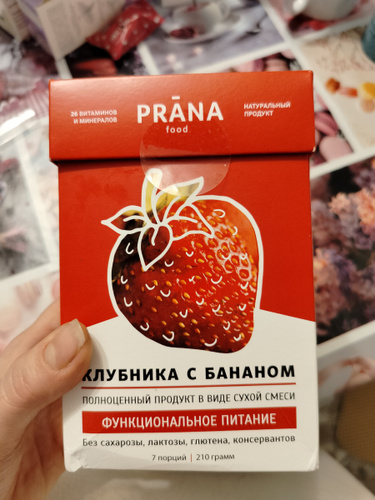 26 ВИТАМИНОВ
И МИНЕРАЛОВ
PRĀNA
food
НАТУРАЛЬНЫЙ
ПРОДУКТ
КЛУБНИКА С БАНАНОМ
ПОЛНОЦЕННЫЙ ПРОДУКТ В ВИДЕ СУХОЙ СМЕСИ
ФУНКЦИОНАЛЬНОЕ ПИТАНИЕ
Без сахарозы, лактозы, глютена, консервантов
7 порций | 210 грамм